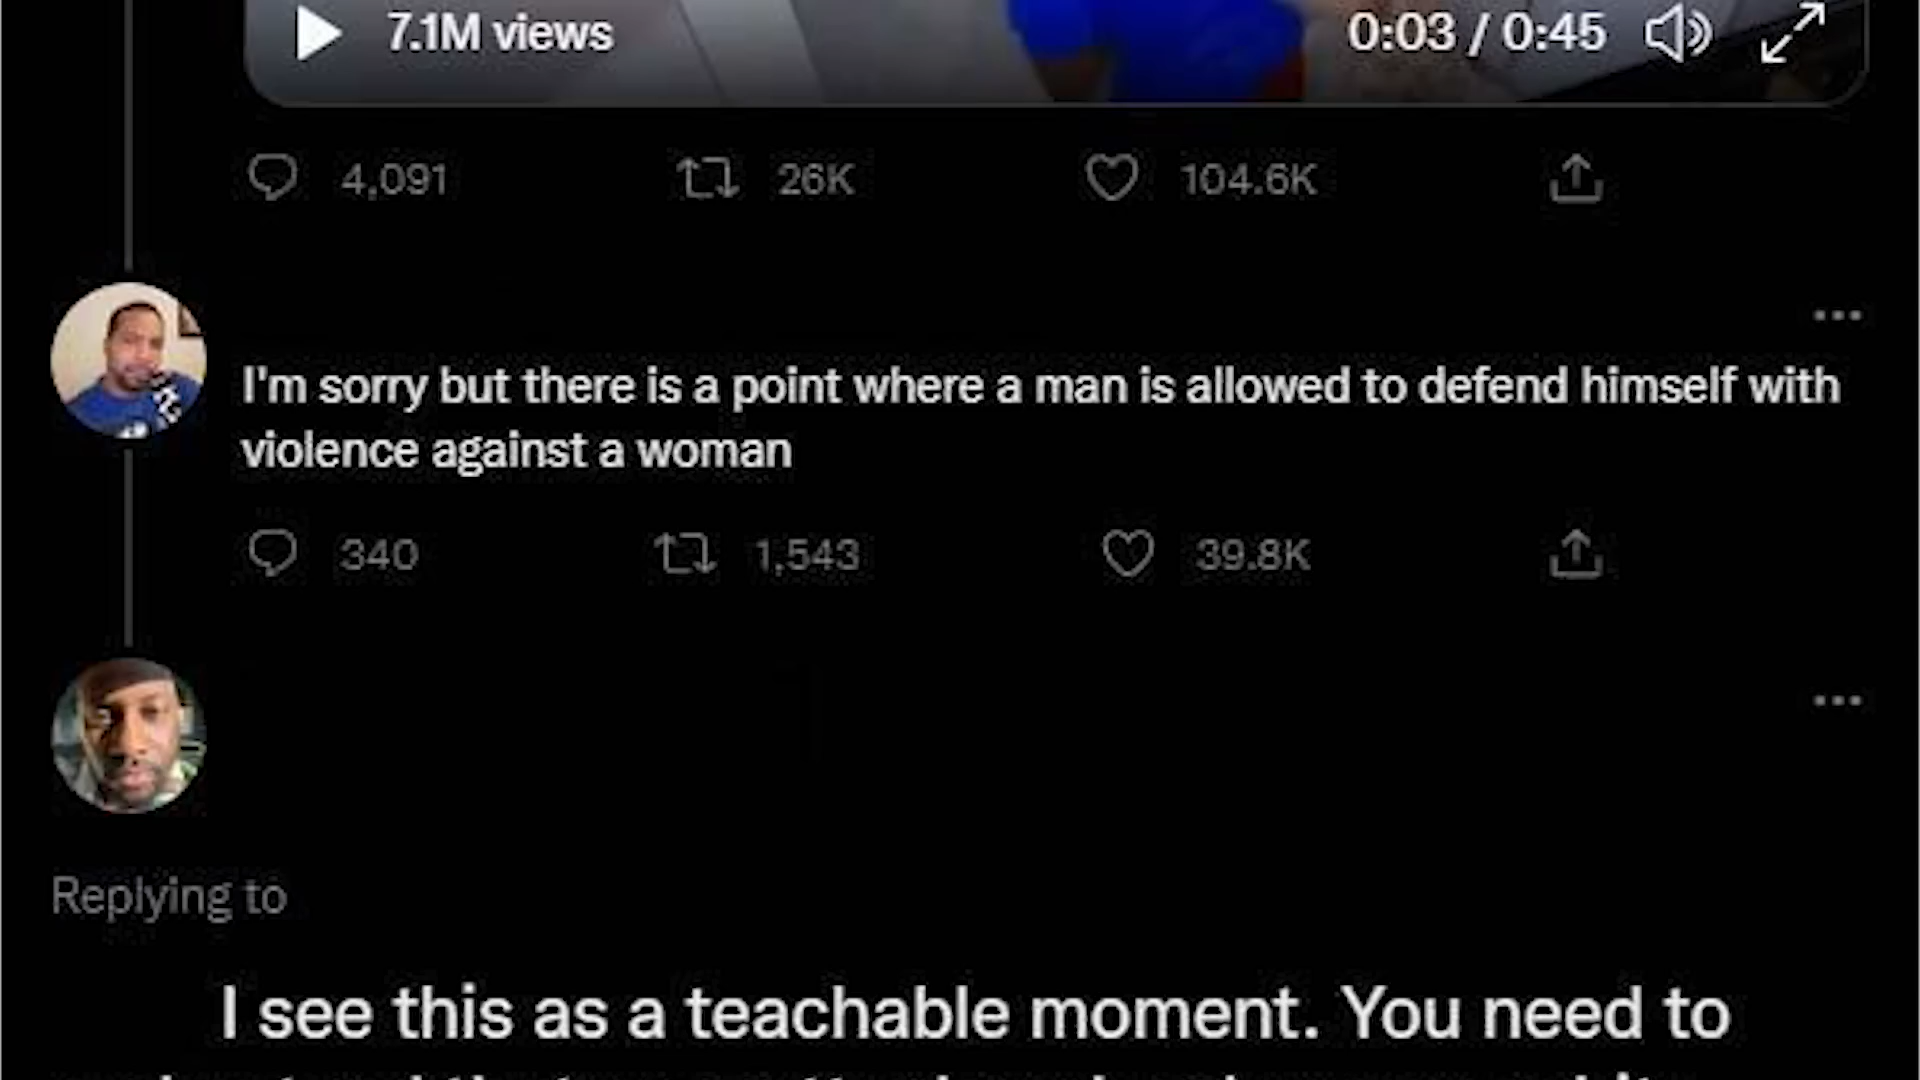 7.1M views
0:03 / 0:45
4,091
26K
104.6K
I'm sorry but there is a point where a man is allowed to defend himself with
violence against a woman
340
1,543
39.8K
Replying to
I see this as a teachable moment. You need to